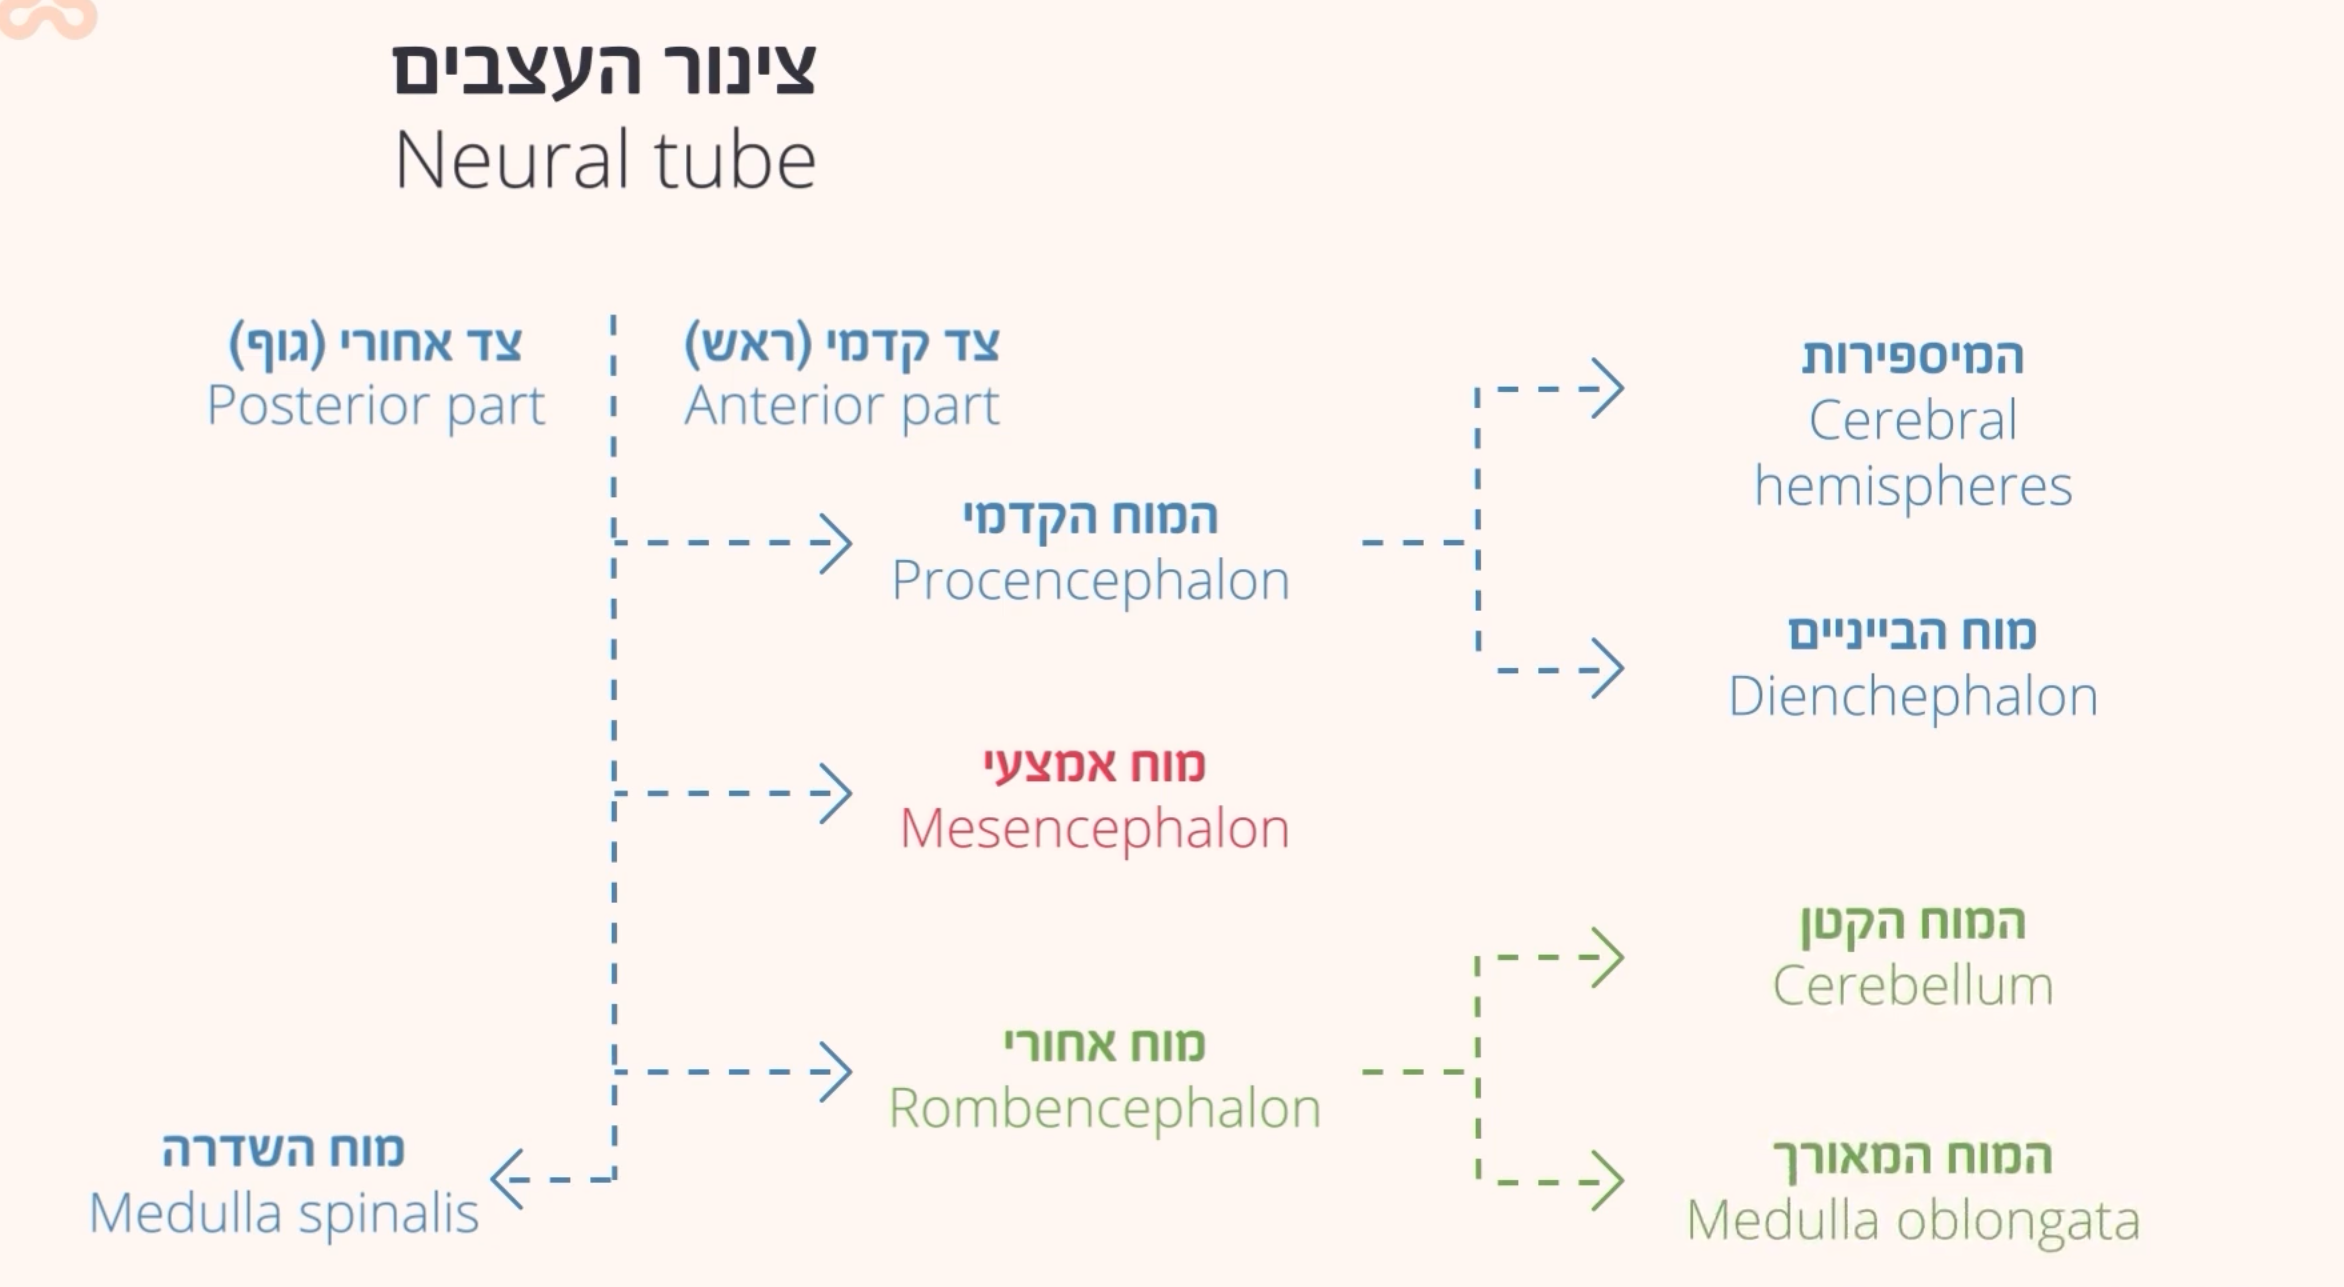 צינור העצבים
Neural tube
צד קדמי (ראש)
Anterior part
צד אחורי (גוף)
Posterior part
המוח הקדמי
Procencephalon
המיספירות
Cerebral
hemispheres
מוח הבייניים
Dienchephalon
מוח אמצעי
Mesencephalon
מוח אחורי
Rombencephalon
המוח הקטן
Cerebellum
המוח המאורך
Medulla oblongata
מוח השדרה
Medulla spinalis